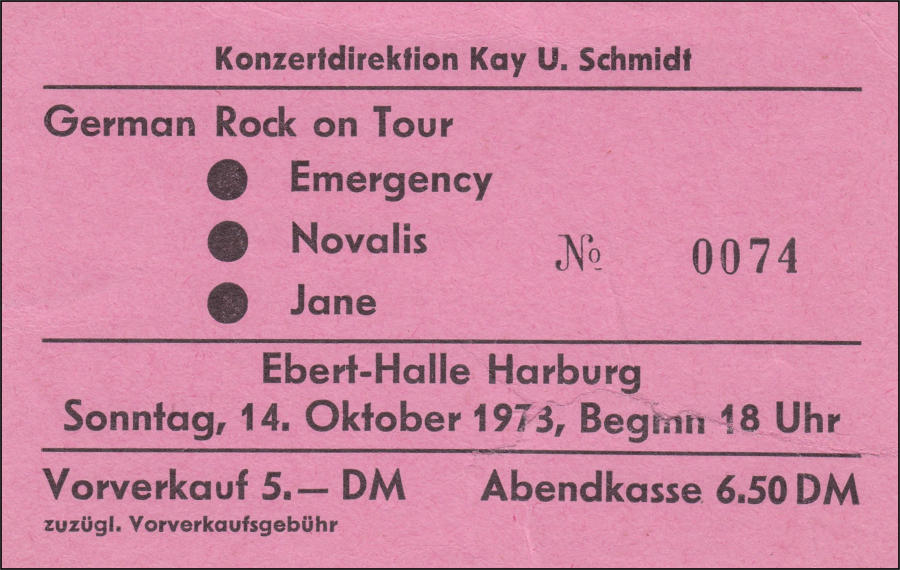 Konzertdirektion Kay U. Schmidt
German Rock on Tour
Emergency
Novalis
№ 0074
Jane
Ebert-Halle Harburg
Sonntag, 14. Oktober 1973, Beginn 18 Uhr
Vorverkauf 5.— DM
Abendkasse 6.50 DM
zuzügl. Vorverkaufsgebühr